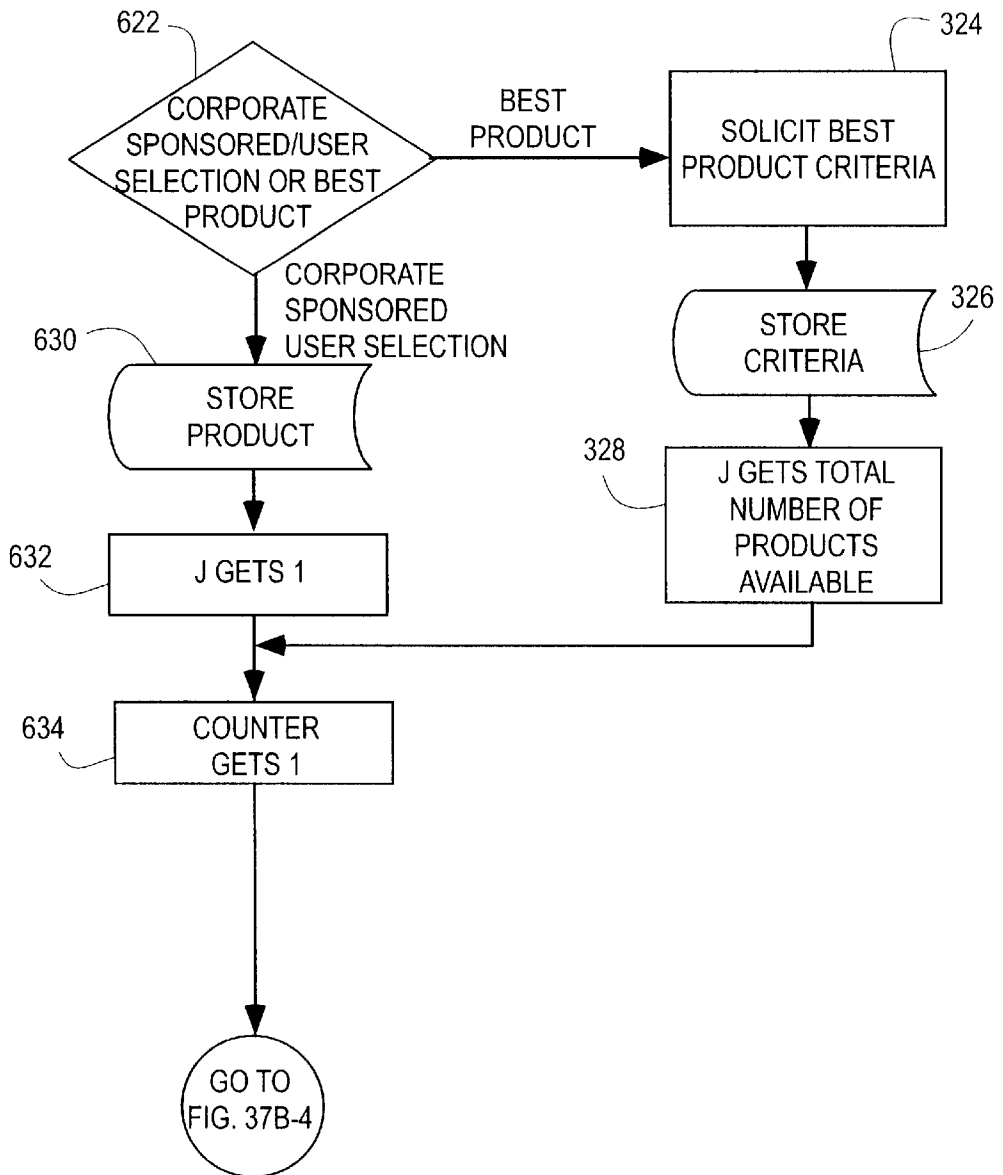 622
CORPORATE
SPONSORED/USER
SELECTION OR BEST
PRODUCT
BEST
PRODUCT
324
SOLICIT BEST
PRODUCT CRITERIA
CORPORATE
SPONSORED
USER SELECTION
326
STORE
CRITERIA
630
STORE
PRODUCT
328
J GETS TOTAL
NUMBER OF
PRODUCTS
AVAILABLE
632
J GETS 1
634
COUNTER
GETS 1
GO TO
FIG. 37B-4